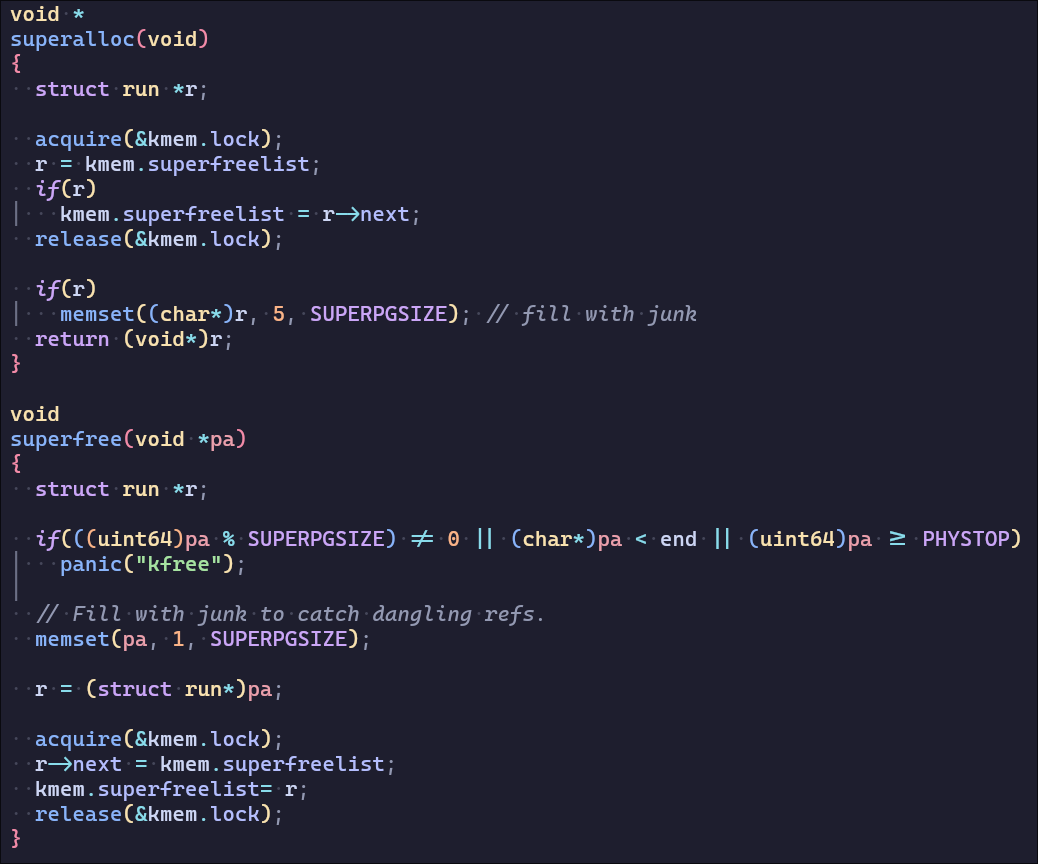 void *
superalloc(void)
{
  struct run *r;

  acquire(&kmem.lock);
  r = kmem.superfreelist;
  if(r)
    kmem.superfreelist = r->next;
  release(&kmem.lock);

  if(r)
    memset((char*)r, 5, SUPERPGSIZE); // fill with junk
  return (void*)r;
}

void
superfree(void *pa)
{
  struct run *r;

  if(((uint64)pa % SUPERPGSIZE) != 0 || (char*)pa < end || (uint64)pa >= PHYSTOP)
    panic("kfree");

  // Fill with junk to catch dangling refs.
  memset(pa, 1, SUPERPGSIZE);

  r = (struct run*)pa;

  acquire(&kmem.lock);
  r->next = kmem.superfreelist;
  kmem.superfreelist= r;
  release(&kmem.lock);
}